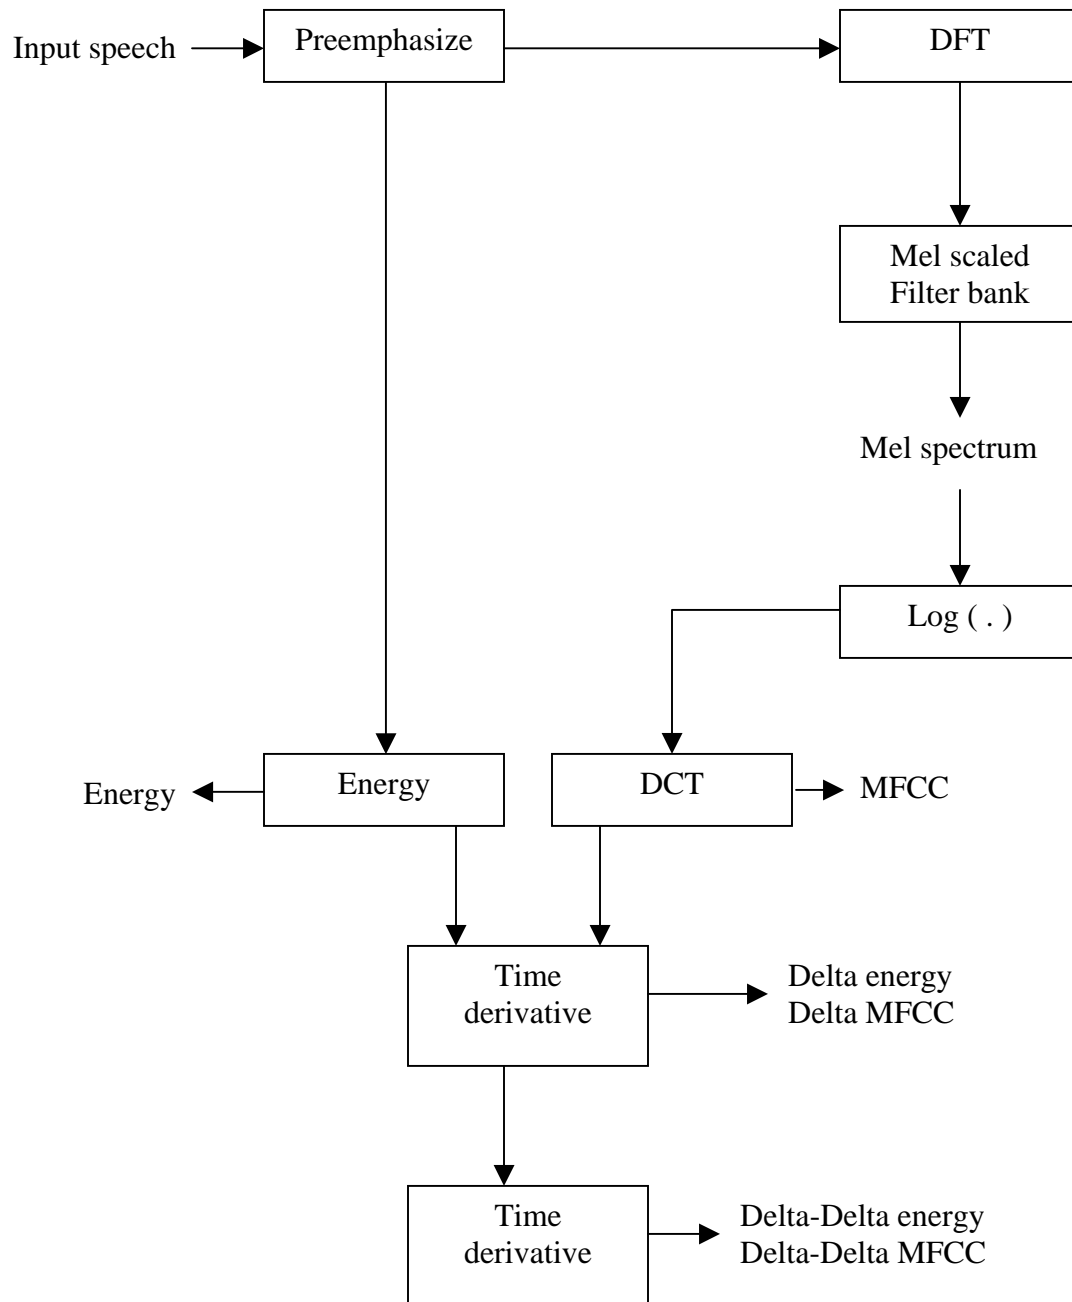 Input speech
Preemphasize
DFT
Mel scaled
Filter bank
Mel spectrum
Log ( . )
Energy
Energy
DCT
MFCC
Time
derivative
Delta energy
Delta MFCC
Time
derivative
Delta-Delta energy
Delta-Delta MFCC